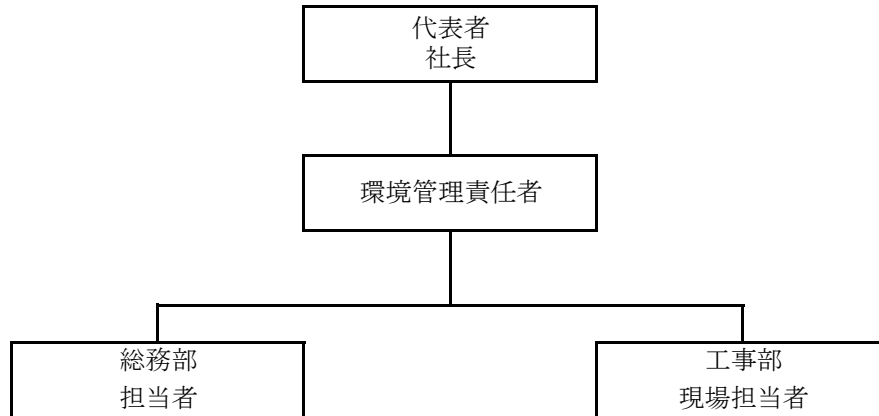 代表者
社長
環境管理責任者
総務部
担当者
工事部
現場担当者